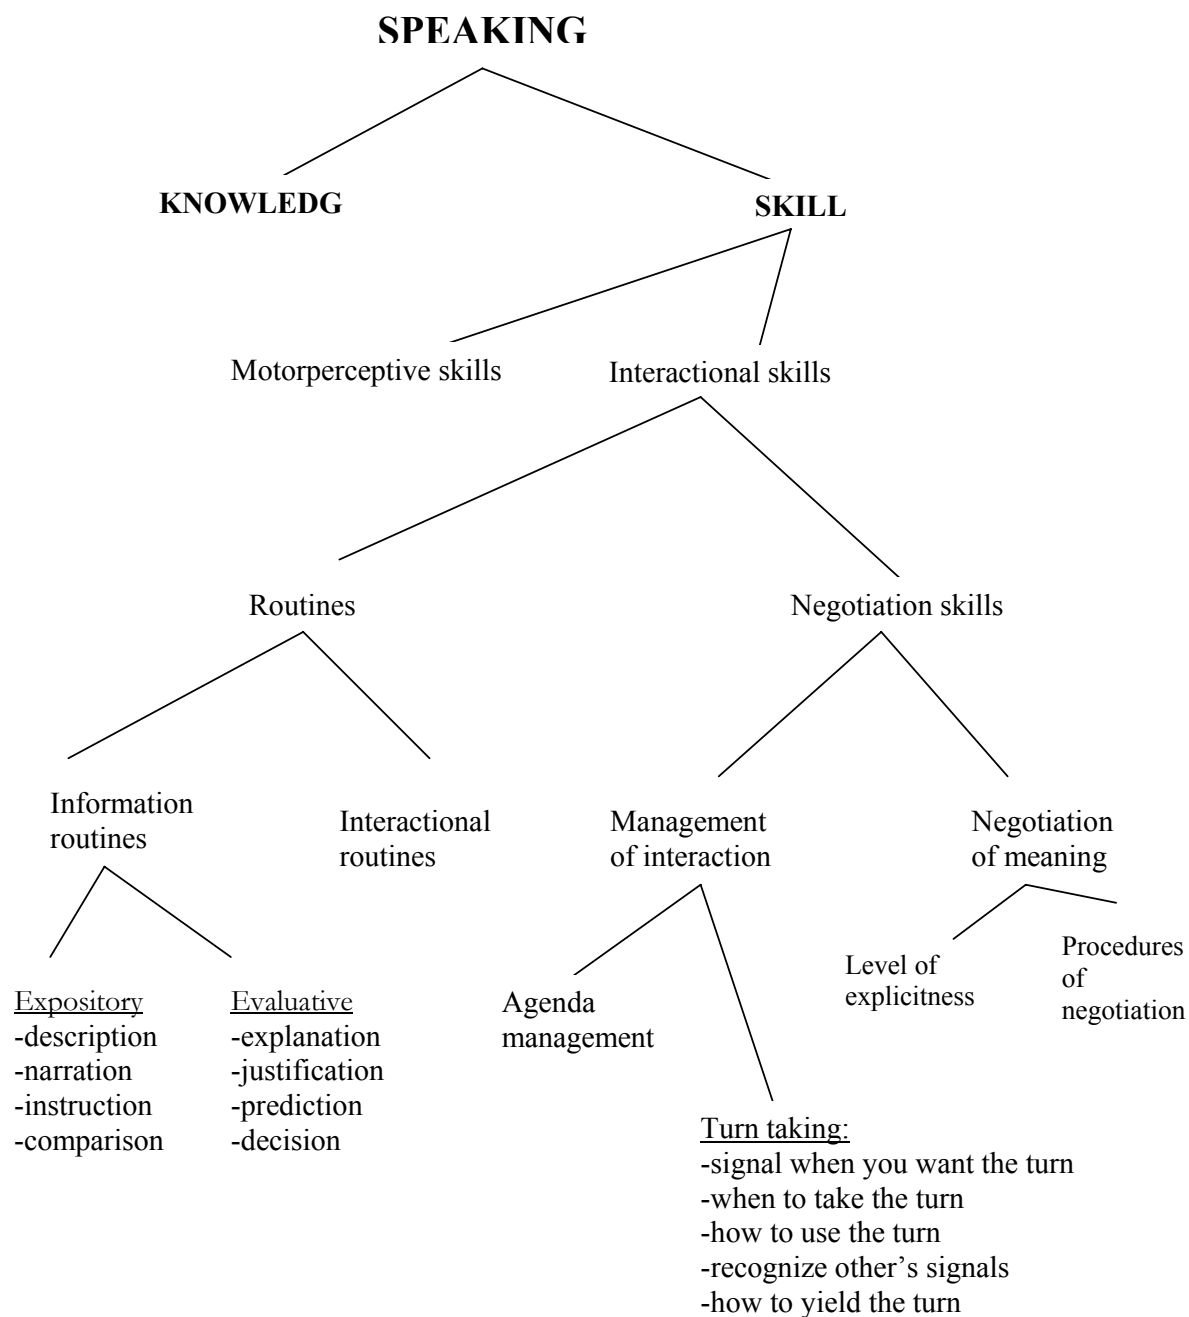 SPEAKING
KNOWLEDG
SKILL
Motorperceptive skills
Interactional skills
Routines
Negotiation skills
Information
routines
Interactional
routines
Management
of interaction
Negotiation
of meaning
Expository
-description
-narration
-instruction
-comparison
Evaluative
-explanation
-justification
-prediction
-decision
Agenda
management
Level of
explicitness
Procedures
of
negotiation
Turn taking:
-signal when you want the turn
-when to take the turn
-how to use the turn
-recognize other's signals
-how to yield the turn